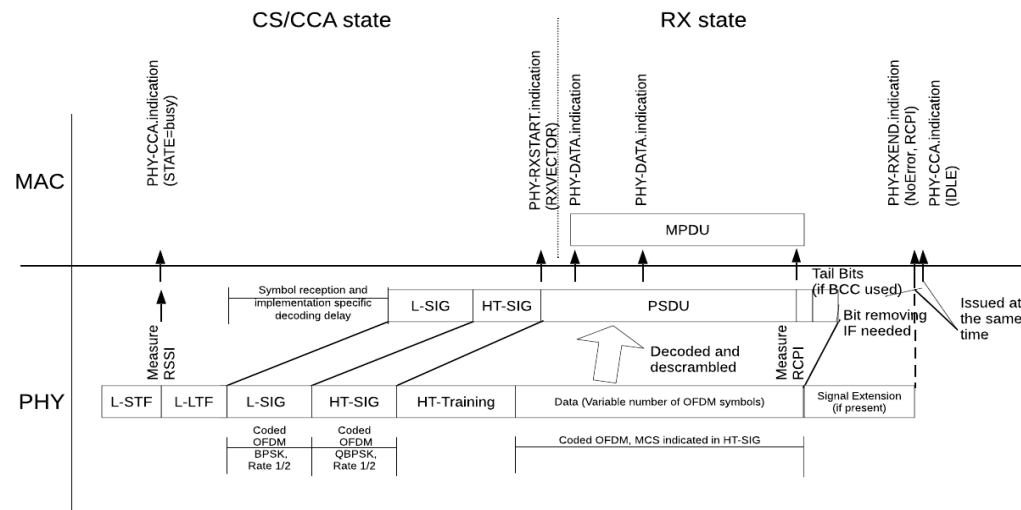 CS/CCA state
RX state
PHY-CCA.indication
(STATE=busy)
PHY-RXSTART.indication
(RXVECTOR)
PHY-DATA.indication
PHY-DATA.indication
PHY-RXEND.indication
(NoError, RCPI)
PHY-CCA.indication
(IDLE)
MAC
MPDU
Symbol reception and
implementation specific
decoding delay
L-SIG
HT-SIG
PSDU
Tail Bits
(if BCC used)
Bit removing
IF needed
Issued at
the same
time
Measure
RSSI
Decoded and
descrambled
Measure
RCPI
PHY
L-STF
L-LTF
L-SIG
HT-SIG
HT-Training
Data (Variable number of OFDM symbols)
Signal Extension
(if present)
Coded
OFDM
BPSK,
Rate 1/2
Coded
OFDM
QBPSK,
Rate 1/2
Coded OFDM, MCS indicated in HT-SIG